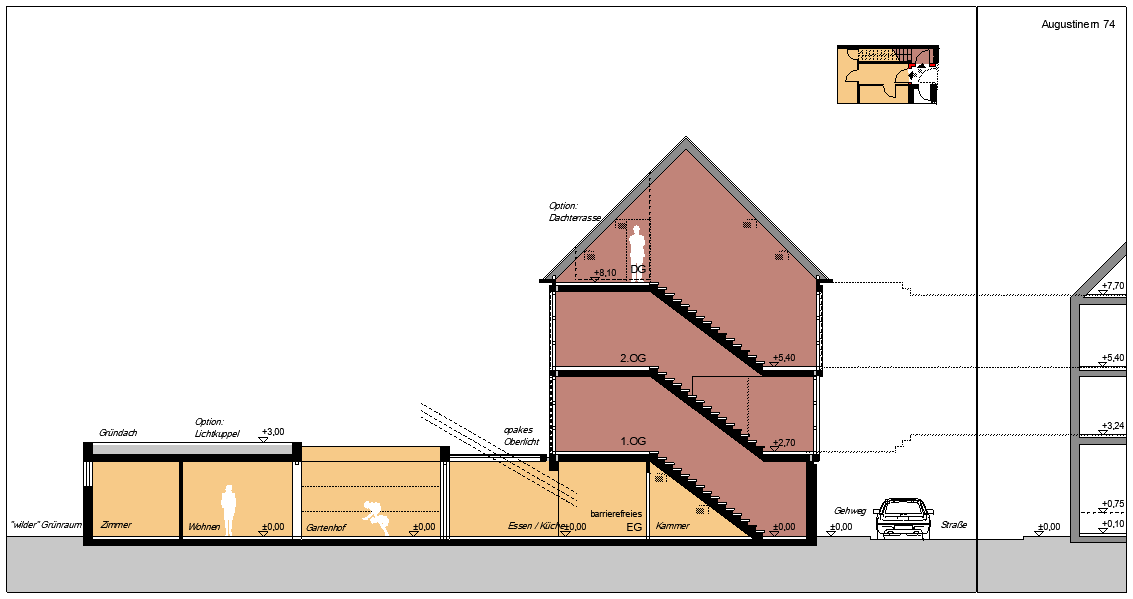 Augustinern 74
Option:
Dachterrasse
DG
+8,10
+7,70
2.OG
+5,40
+5,40
Option:
Lichtkuppel
Gründach
+3,00
opakes
Oberlicht
1.OG
+2,70
+3,24
"wilder" Grünraum
Zimmer
Wohnen
±0,00
Gartenhof
±0,00
Essen / Küche
±0,00
barrierefreies
EG
Kammer
±0,00
Gehweg
±0,00
Straße
±0,00
+0,75
+0,10